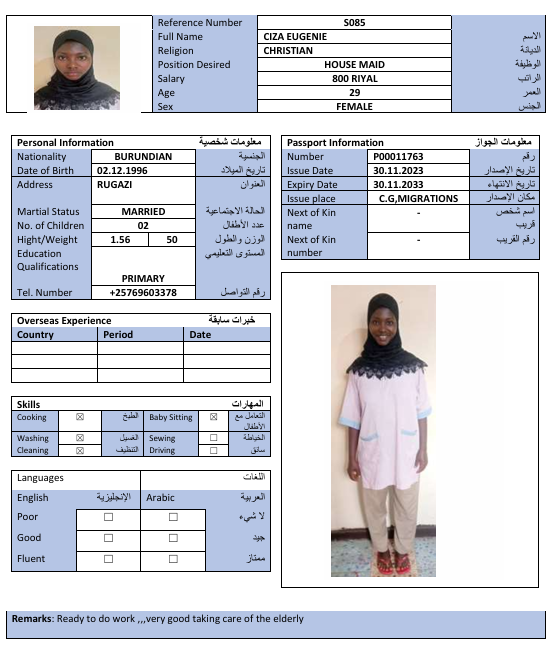 Reference Number S085
Full Name CIZA EUGENIE الاسم
Religion CHRISTIAN الديانة
Position Desired HOUSE MAID الوظيفة
Salary 800 RIYAL الراتب
Age 29 العمر
Sex FEMALE الجنس
Personal Information معلومات شخصية
Nationality BURUNDIAN الجنسية
Date of Birth 02.12.1996 تاريخ الميلاد
Address RUGAZI العنوان
Martial Status MARRIED الحالة الاجتماعية
No. of Children 02 عدد الأطفال
Hight/Weight 1.56 50 الوزن والطول
Education المستوى التعليمي
Qualifications
PRIMARY
Tel. Number +25769603378 رقم التواصل
Passport Information معلومات الجواز
Number P00011763 رقم
Issue Date 30.11.2023 تاريخ الإصدار
Expiry Date 30.11.2033 تاريخ الانتهاء
Issue place C.G,MIGRATIONS مكان الإصدار
Next of Kin - اسم شخص
name قريب
Next of Kin - رقم القريب
number
Overseas Experience خبرات سابقة
Country Period Date
Skills المهارات
Cooking ☒ الطبخ Baby Sitting ☒ التعامل مع
الأطفال
Washing ☒ الغسيل Sewing ☐ الخياطة
Cleaning ☒ التنظيف Driving ☐ سائق
Languages اللغات
English الإنجليزية Arabic العربية
Poor ☐ ☐ لا شيء
Good ☐ ☐ جيد
Fluent ☐ ☐ ممتاز
Remarks: Ready to do work ,,,very good taking care of the elderly